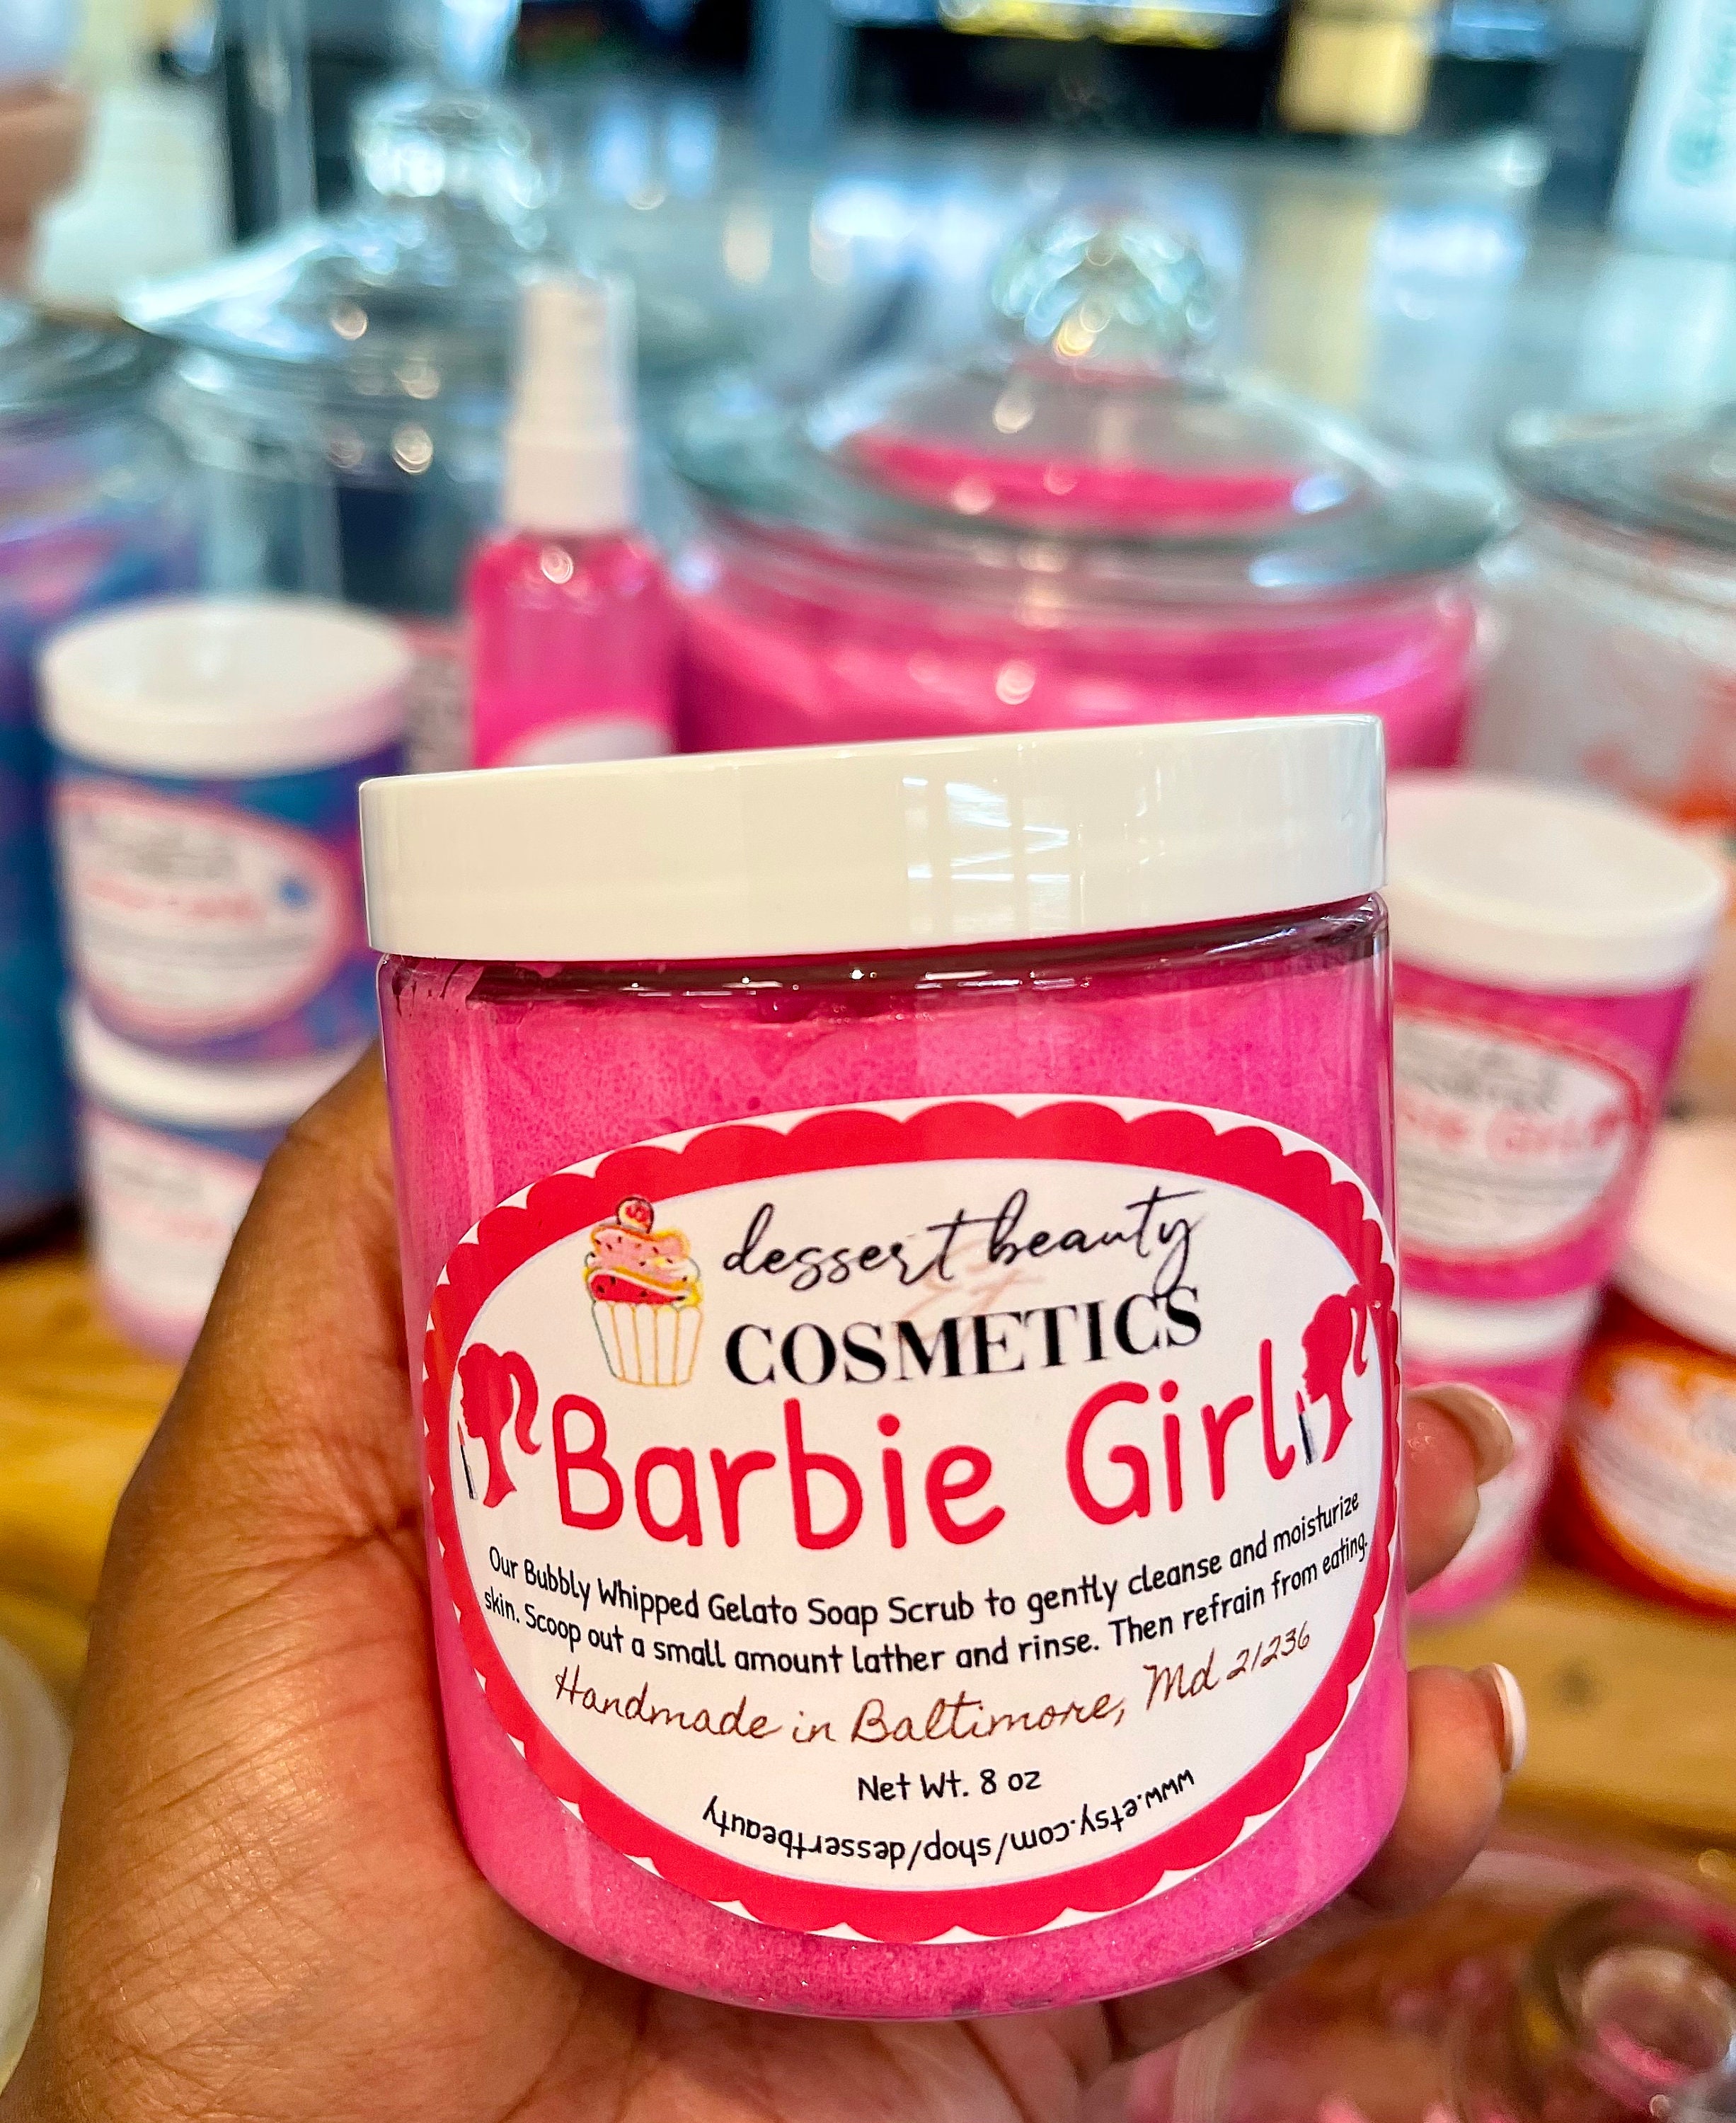 dessert beauty
COSMETICS
Barbie Girl
Our Bubbly Whipped Gelato Soap Scrub to gently cleanse and moisturize
skin. Scoop out a small amount lather and rinse. Then refrain from eating.
Handmade in Baltimore, Md 21236
Net Wt. 8 oz
www.etsy.com/shop/dessertbeauty
Girl